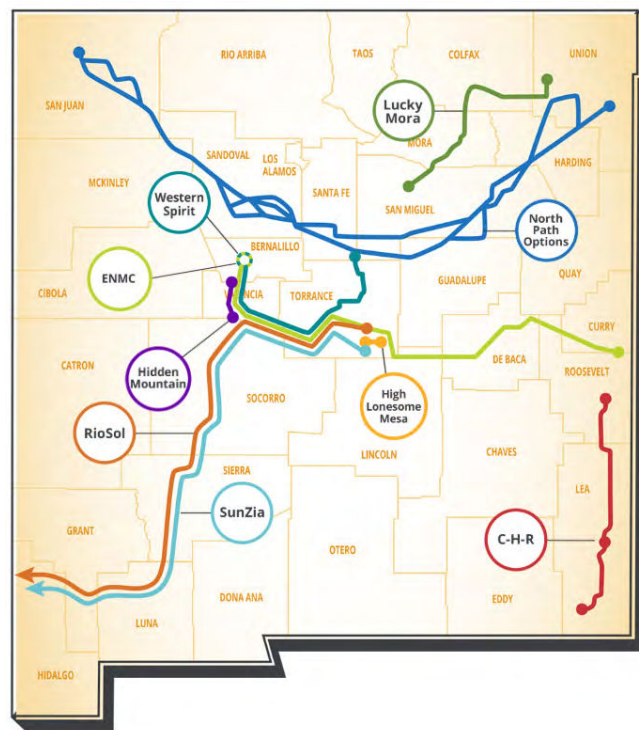 RIO ARRIBA
TAOS
COLFAX
UNION
SAN JUAN
Lucky
Mora
MORA
HARDING
SANDOVAL
LOS
ALAMOS
MCKINLEY
Western
Spirit
SANTA FE
SAN MIGUEL
North
Path
Options
BERNALILLO
ENMC
GUADALUPE
QUAY
CIBOLA
TORRANCE
CURRY
DE BACA
ROOSEVELT
CATRON
Hidden
Mountain
High
Lonesome
Mesa
SOCORRO
RioSol
LINCOLN
CHAVES
SIERRA
LEA
SunZia
GRANT
C-H-R
OTERO
DONA ANA
EDDY
LUNA
HIDALGO